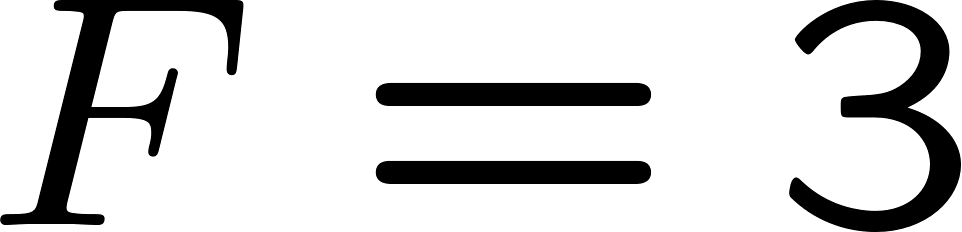 F = 3